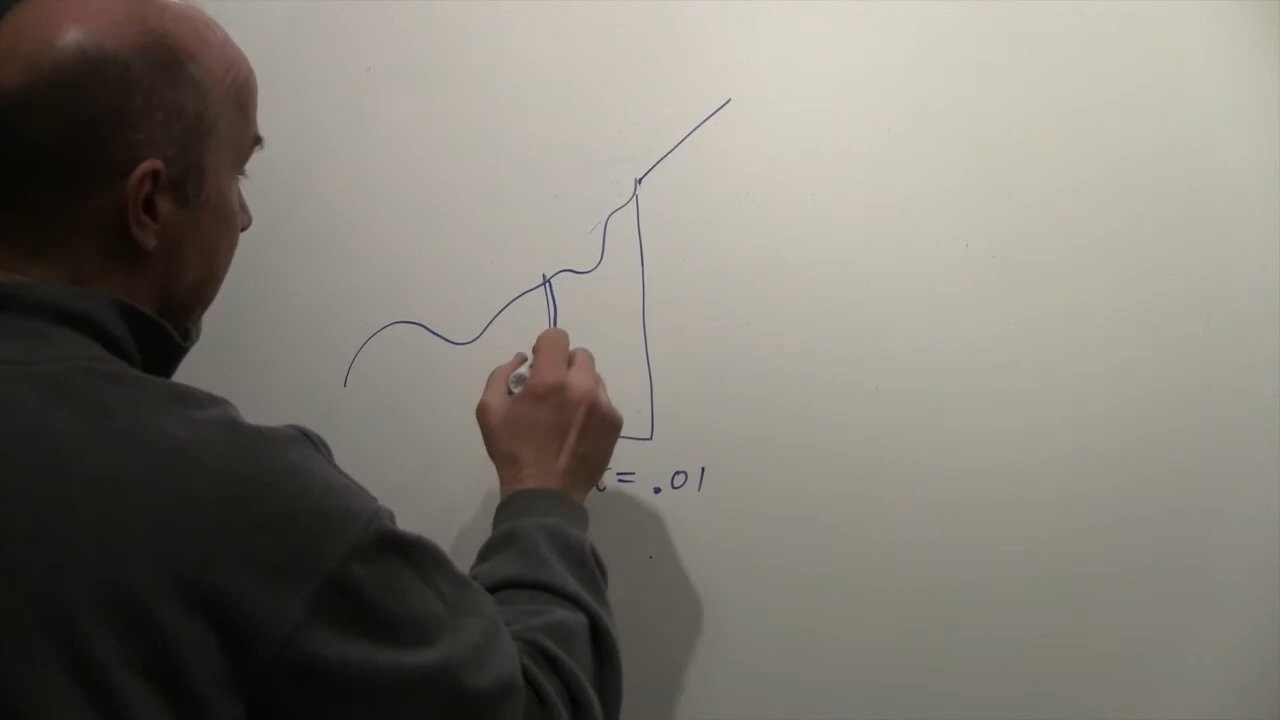 t = .01